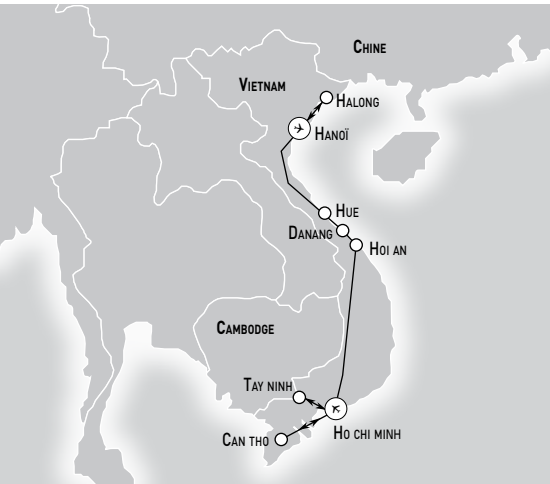 CHINE
VIETNAM
HALONG
HANOÏ
HUE
DANANG
HOI AN
CAMBODGE
TAY NINH
HO CHI MINH
CAN THO